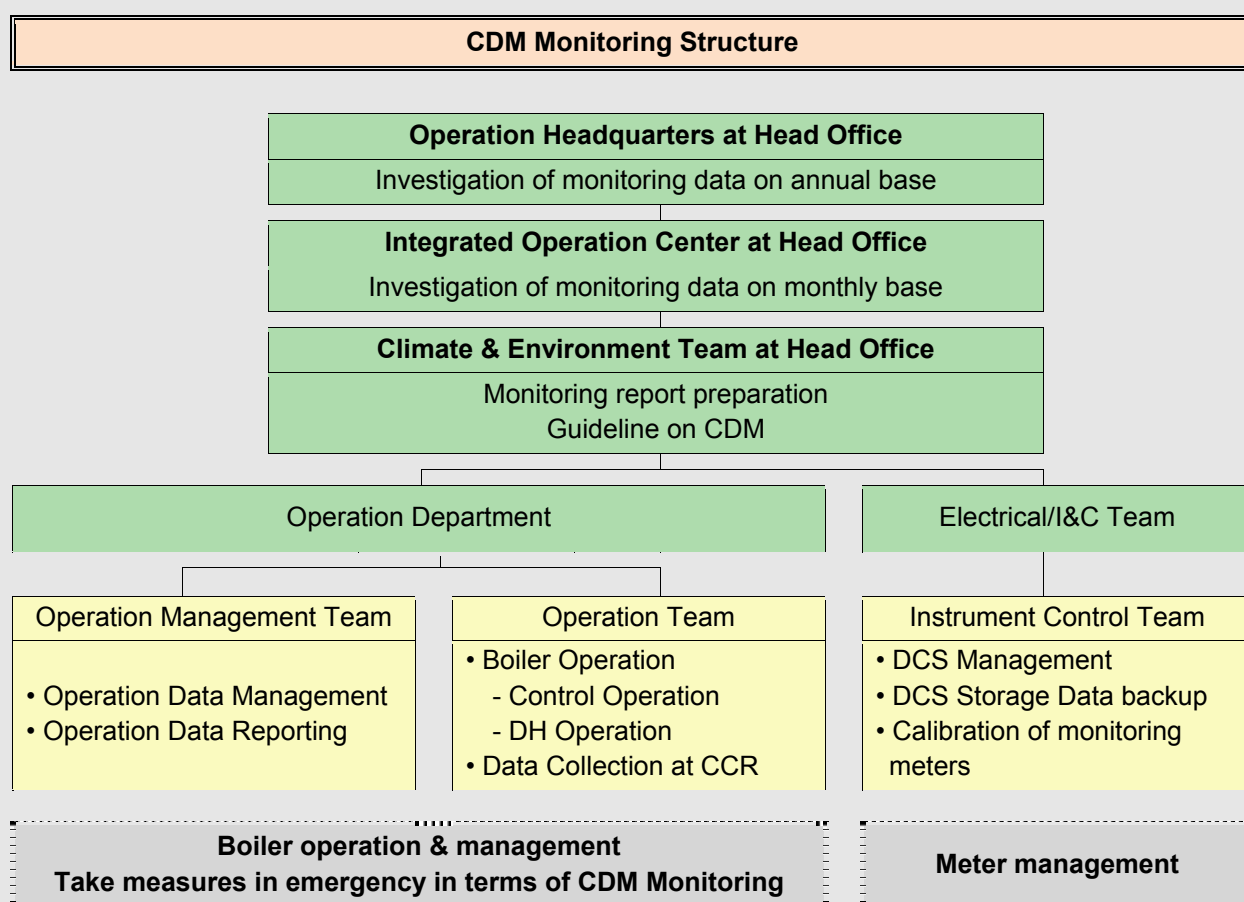 CDM Monitoring Structure
Operation Headquarters at Head Office
Investigation of monitoring data on annual base
Integrated Operation Center at Head Office
Investigation of monitoring data on monthly base
Climate & Environment Team at Head Office
Monitoring report preparation
Guideline on CDM
Operation Department
Electrical/I&C Team
Operation Management Team
• Operation Data Management
• Operation Data Reporting
Operation Team
• Boiler Operation
- Control Operation
- DH Operation
• Data Collection at CCR
Instrument Control Team
• DCS Management
• DCS Storage Data backup
• Calibration of monitoring
meters
Boiler operation & management
Take measures in emergency in terms of CDM Monitoring
Meter management